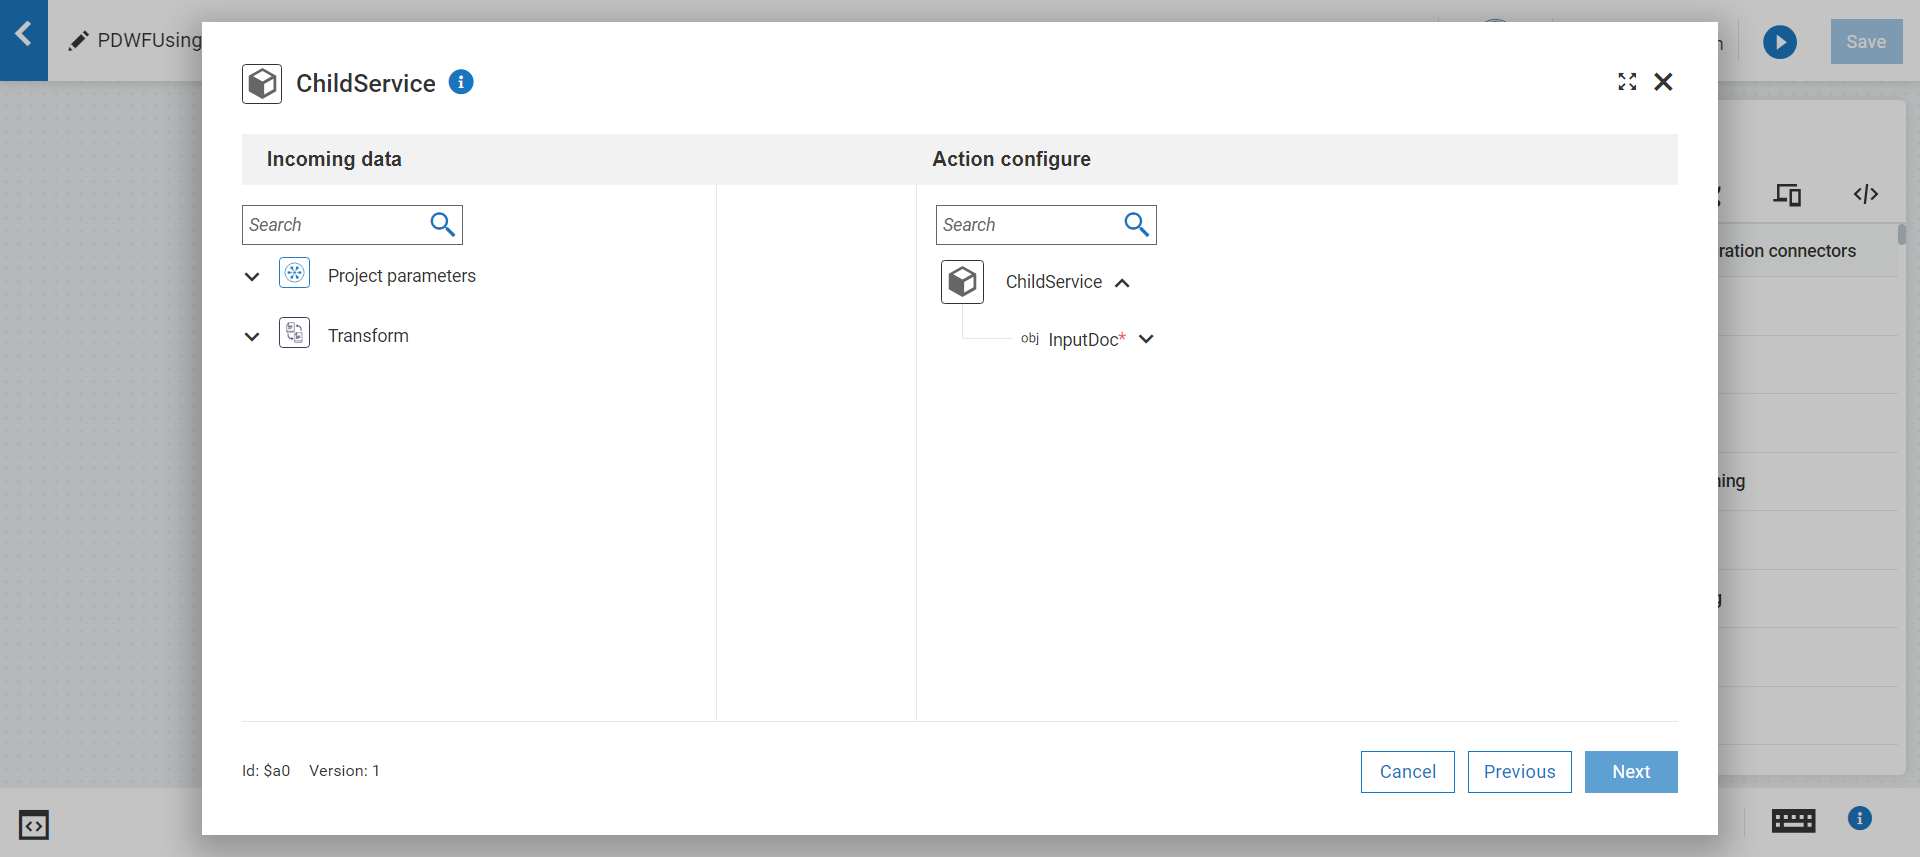 PDWFUsing
Save
ChildService
Incoming data
Action configure
Search
Search
Project parameters
Transform
ChildService
obj InputDoc*
ration connectors
Id: $a0 Version: 1
Cancel
Previous
Next